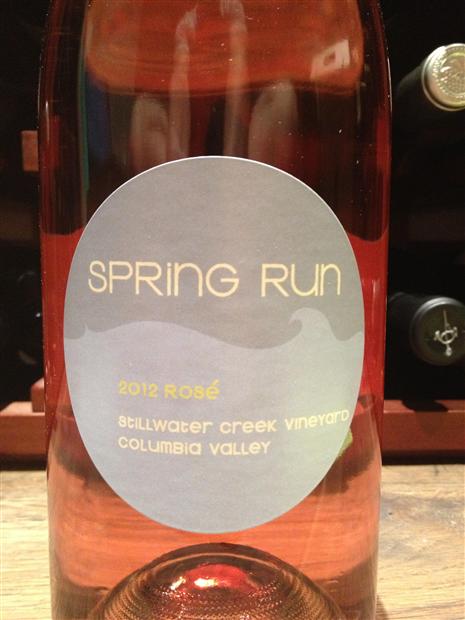 SPRiNG RuN
2012 Rosé
Stillwater Creek Vineyard
Columbia Valley